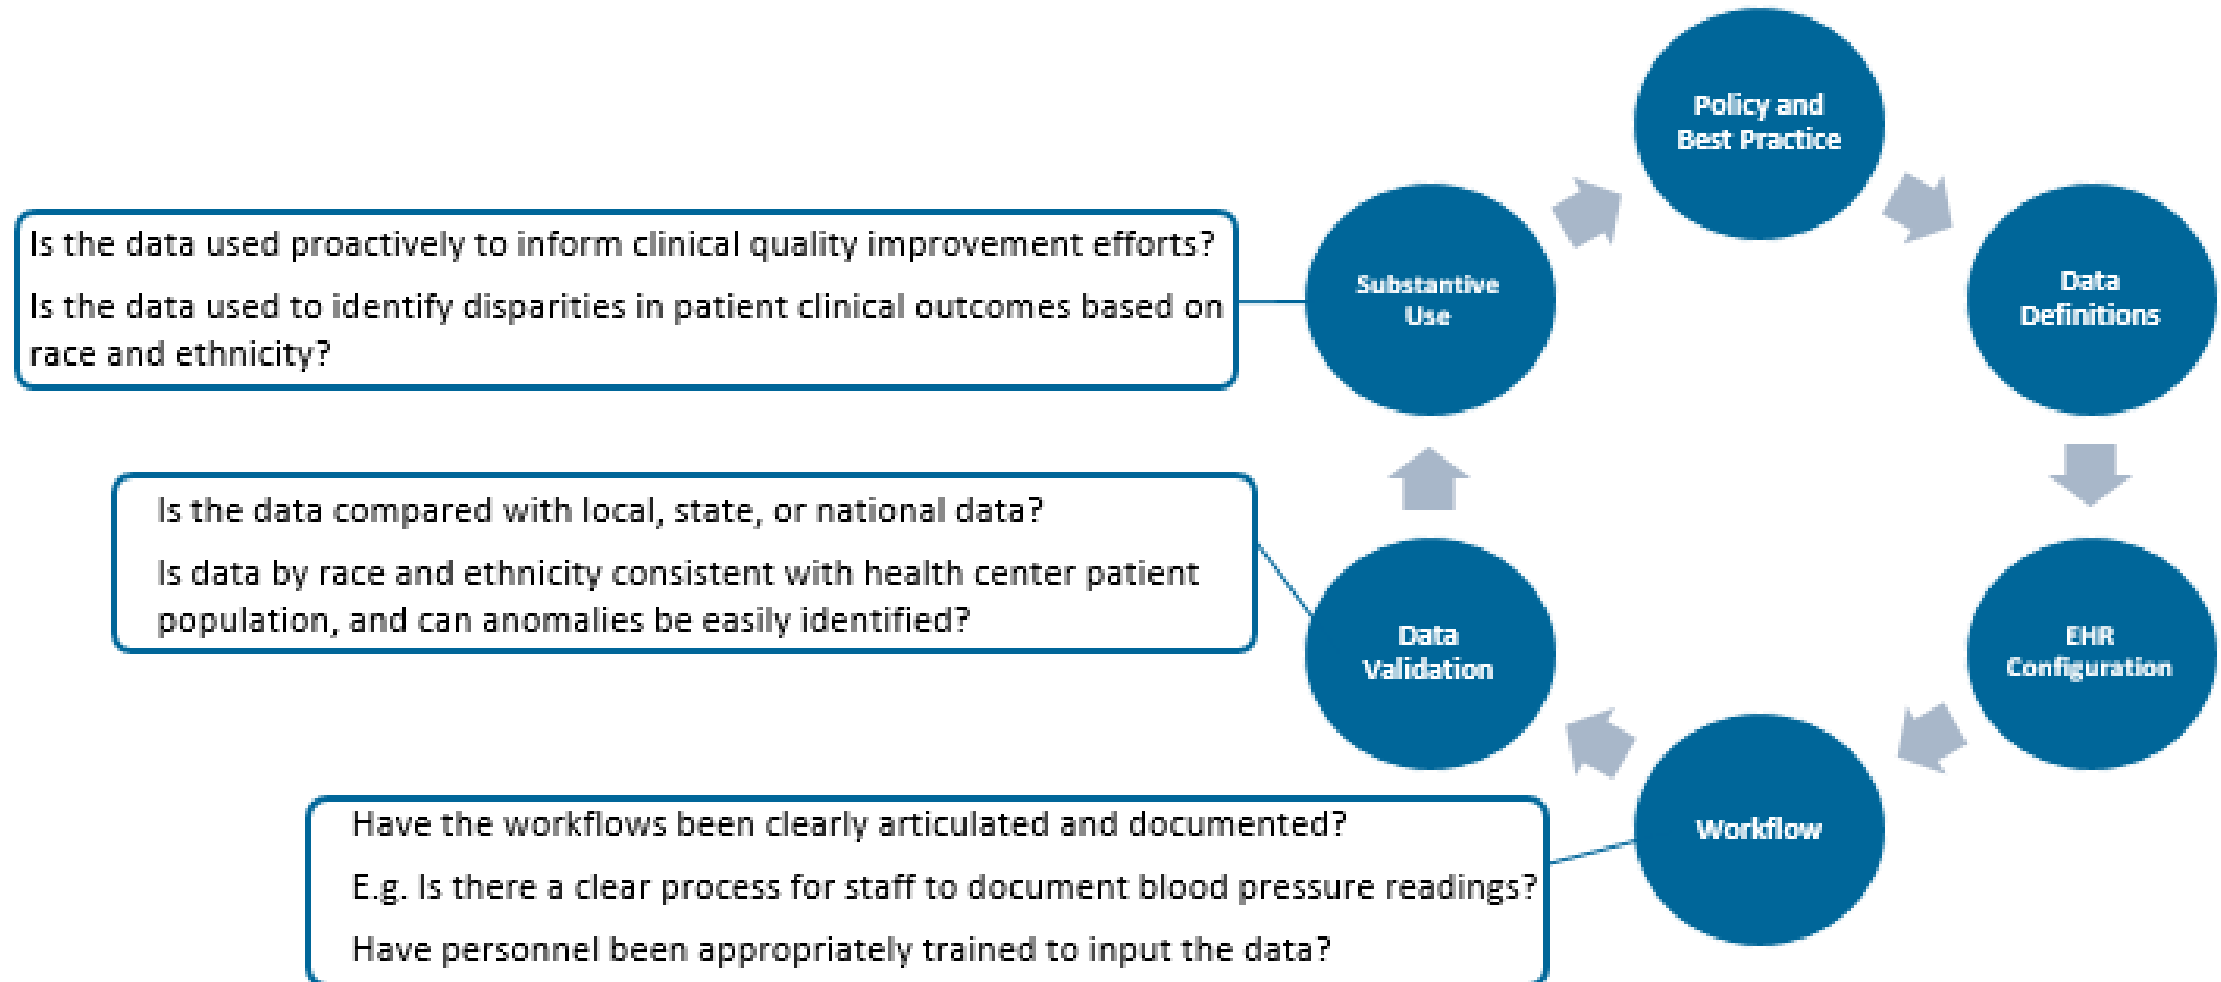 Policy and
Best Practice
Is the data used proactively to inform clinical quality improvement efforts?
Is the data used to identify disparities in patient clinical outcomes based on
race and ethnicity?
Substantive
Use
Data
Definitions
Is the data compared with local, state, or national data?
Is data by race and ethnicity consistent with health center patient
population, and can anomalies be easily identified?
Data
Validation
EHR
Configuration
Have the workflows been clearly articulated and documented?
E.g. Is there a clear process for staff to document blood pressure readings?
Have personnel been appropriately trained to input the data?
Workflow